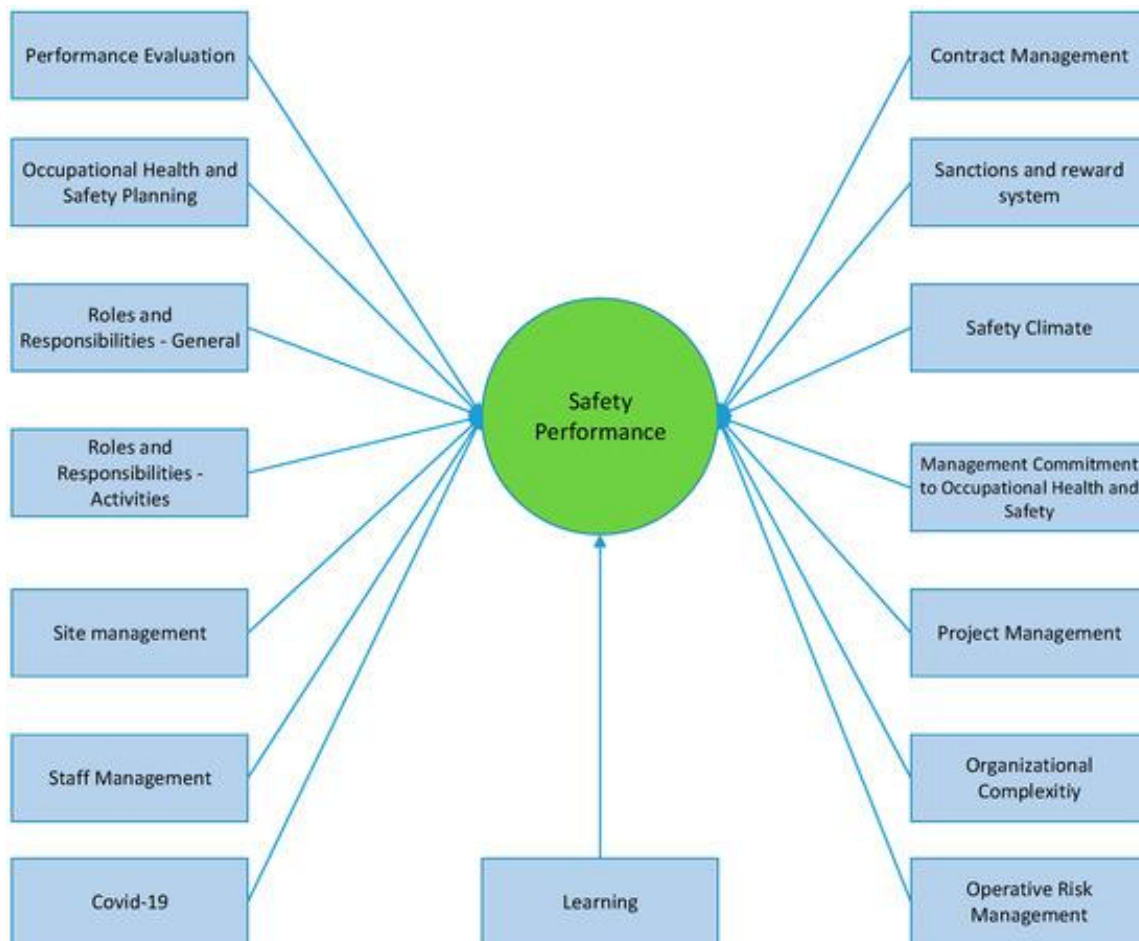 Performance Evaluation
Occupational Health and
Safety Planning
Roles and
Responsibilities - General
Roles and
Responsibilities -
Activities
Site management
Staff Management
Covid-19
Safety
Performance
Learning
Contract Management
Sanctions and reward
system
Safety Climate
Management Commitment
to Occupational Health and
Safety
Project Management
Organizational
Complexitiy
Operative Risk
Management